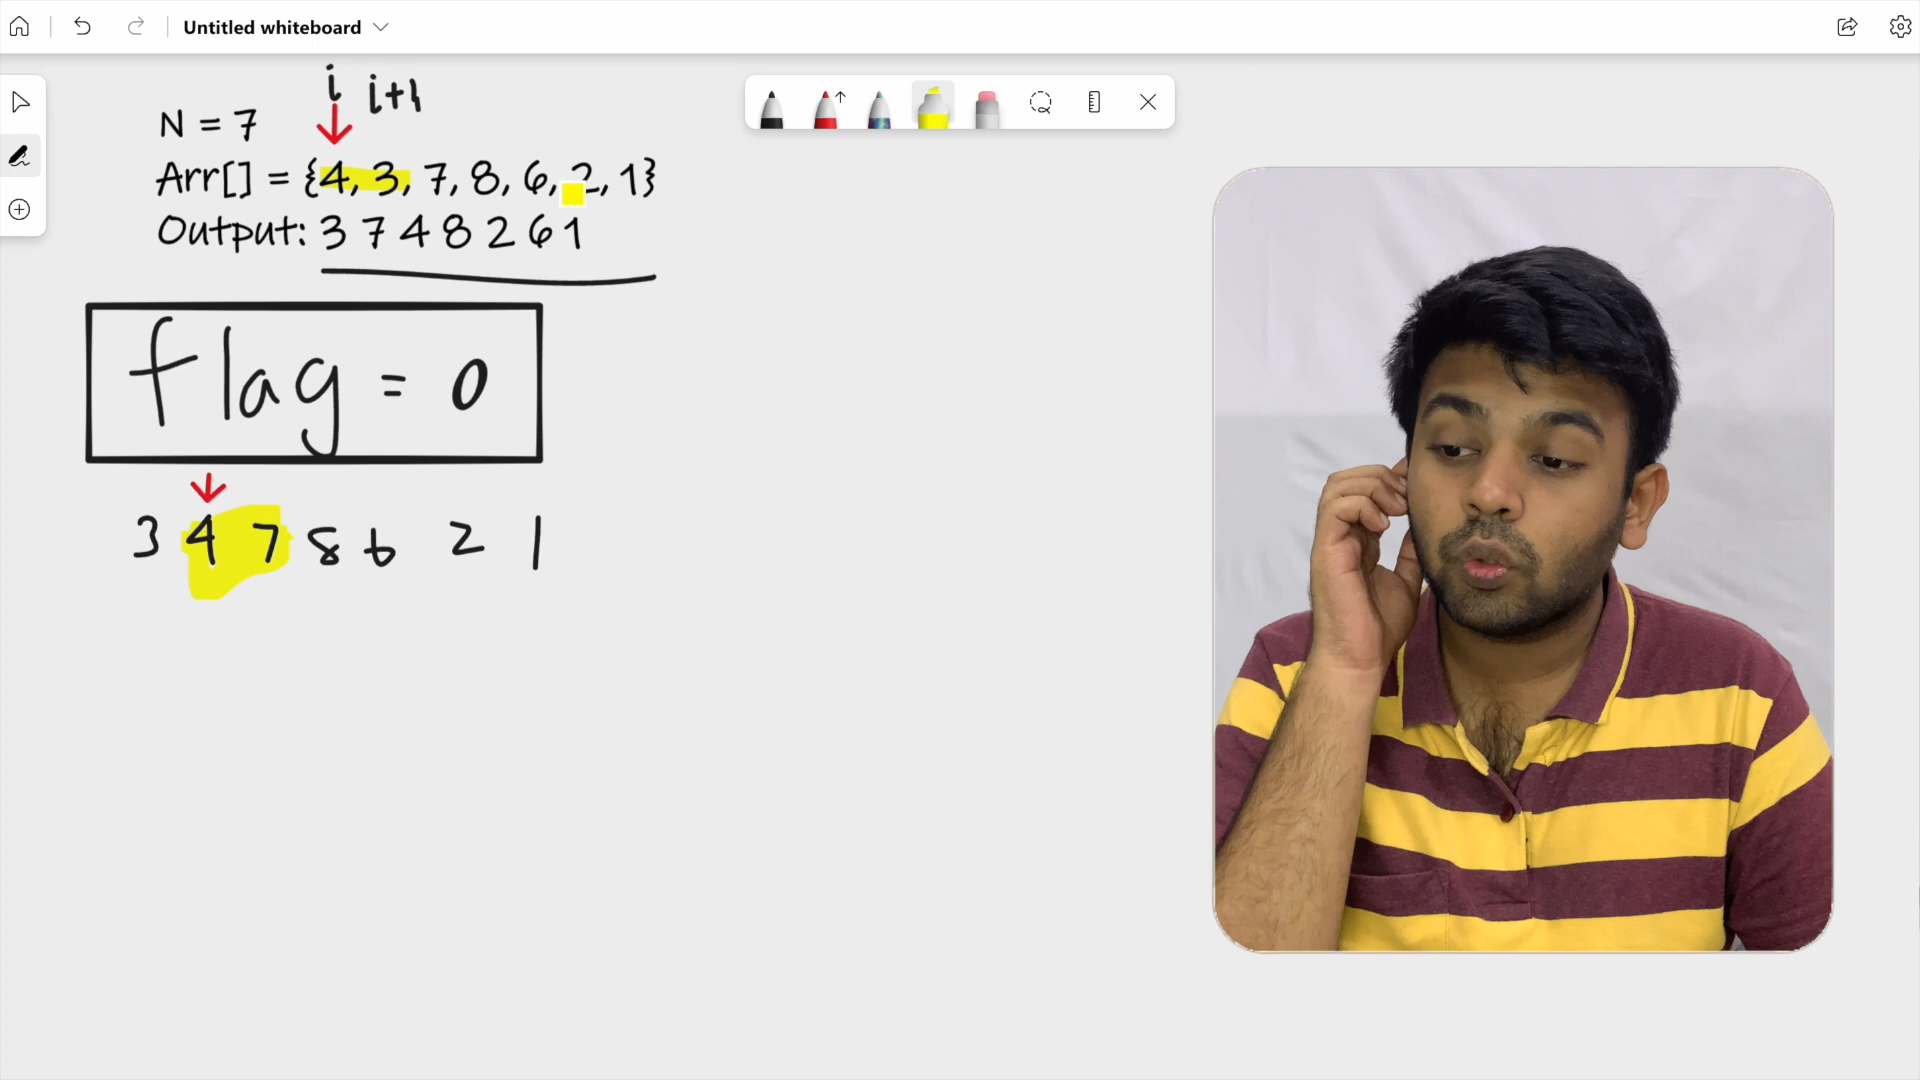 Untitled whiteboard
i i+1
N = 7
Arr[] = {4, 3, 7, 8, 6, 2, 1}
Output: 3 7 4 8 2 6 1
flag = 0
3 4 7 8 6 2 1